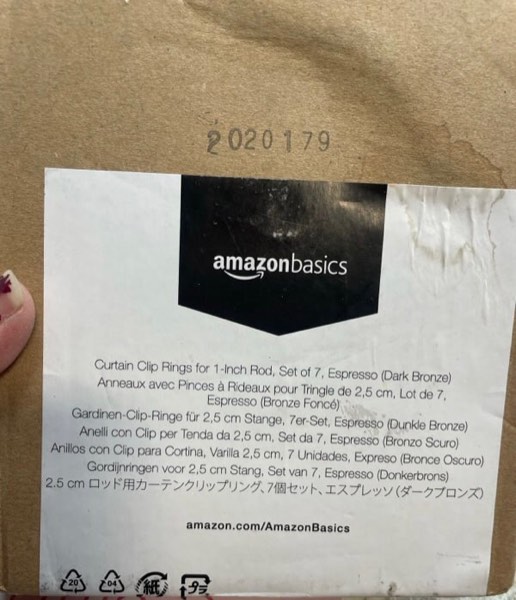 2020179
amazonbasics
Curtain Clip Rings for 1-Inch Rod, Set of 7, Espresso (Dark Bronze)
Anneaux avec Pinces à Rideaux pour Tringle de 2,5 cm, Lot de 7,
Espresso (Bronze Foncé)
Gardinen-Clip-Ringe für 2,5 cm Stange, 7er-Set, Espresso (Dunkle Bronze)
Anelli con Clip per Tenda da 2,5 cm, Set da 7, Espresso (Bronzo Scuro)
Anillos con Clip para Cortina, Varilla 2,5 cm, 7 Unidades, Expreso (Bronce Oscuro)
Gordijnringen voor 2,5 cm Stang, Set van 7, Espresso (Donkerbrons)
2.5 cm ロッド用カーテンクリップリング、7個セット、エスプレッソ（ダークブロンズ）
amazon.com/AmazonBasics
20 04 紙 プラ